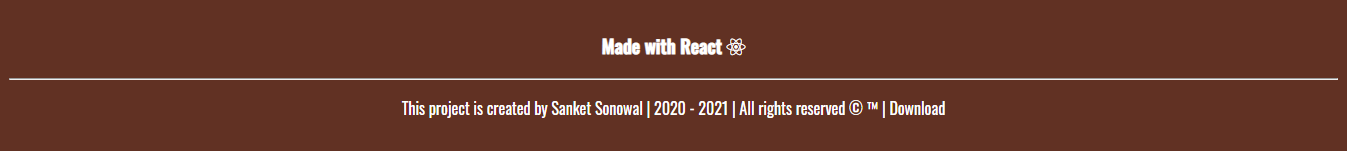 Made with React
This project is created by Sanket Sonowal | 2020 - 2021 | All rights reserved © ™ | Download